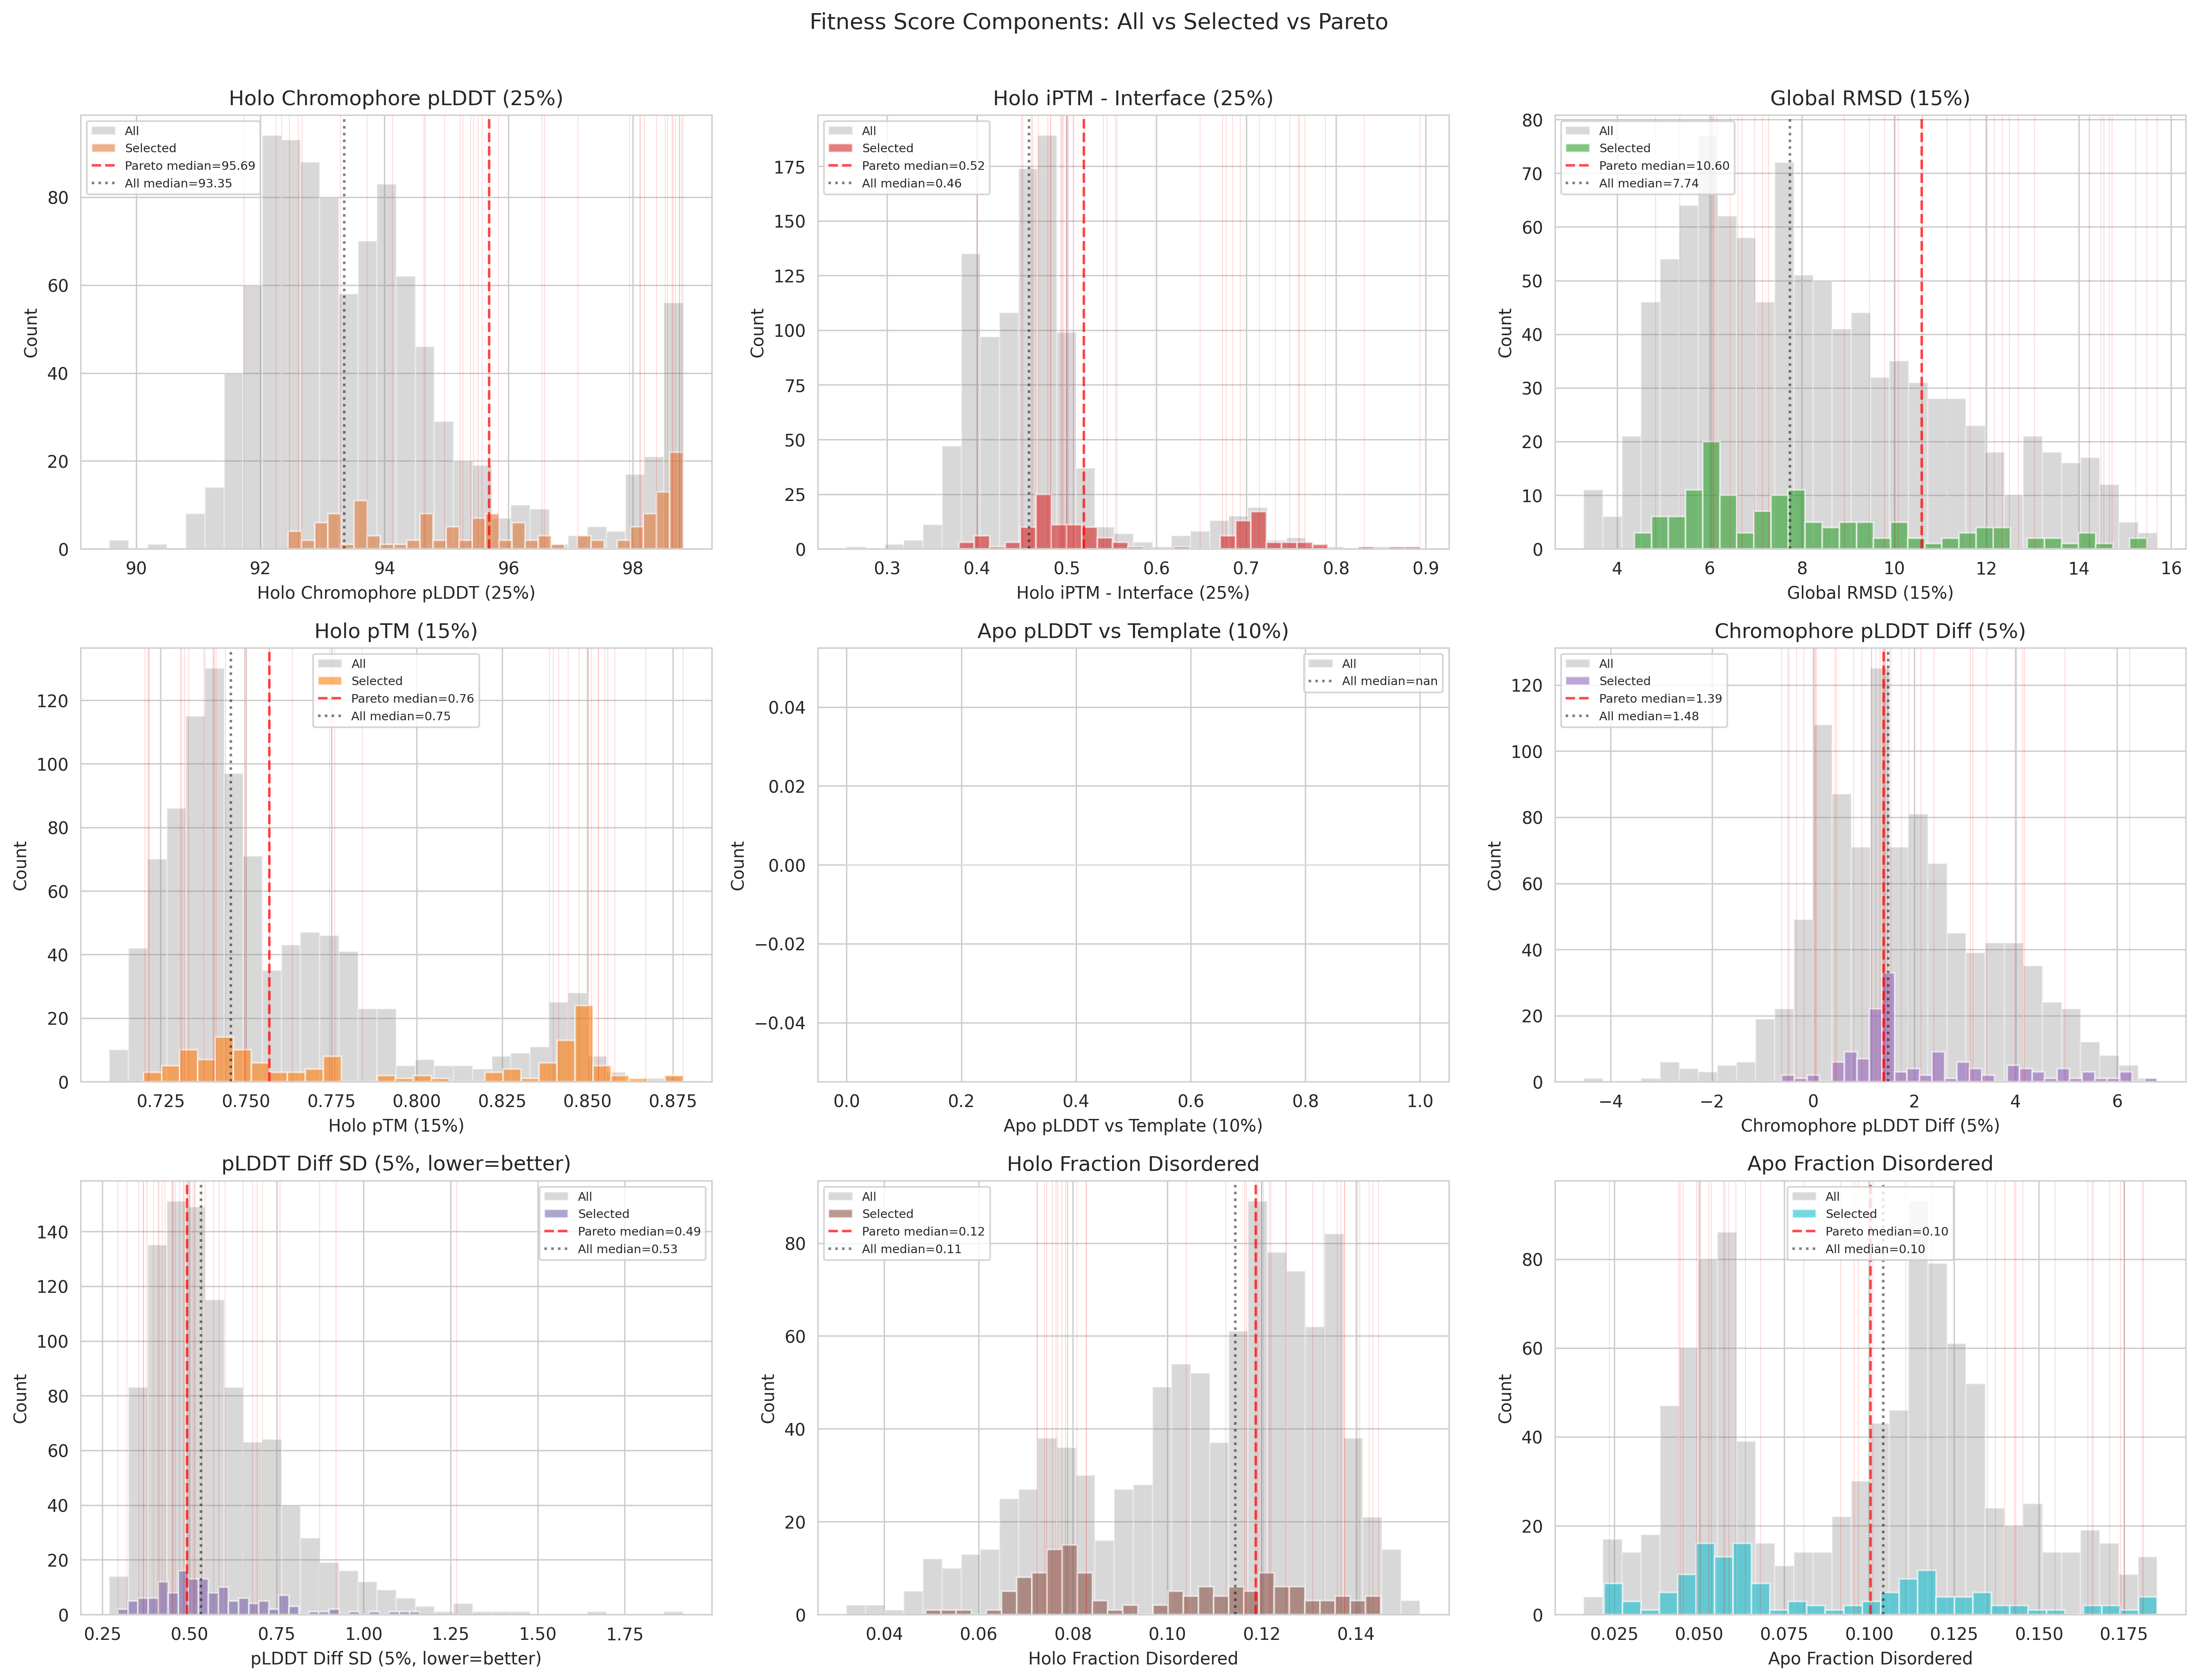 Fitness Score Components: All vs Selected vs Pareto
Holo Chromophore pLDDT (25%)
All
Selected
Pareto median=95.69
All median=93.35
Count
0
20
40
60
80
90
92
94
96
98
Holo Chromophore pLDDT (25%)
Holo iPTM - Interface (25%)
All
Selected
Pareto median=0.52
All median=0.46
Count
0
25
50
75
100
125
150
175
0.3
0.4
0.5
0.6
0.7
0.8
0.9
Holo iPTM - Interface (25%)
Global RMSD (15%)
All
Selected
Pareto median=10.60
All median=7.74
Count
0
10
20
30
40
50
60
70
80
4
6
8
10
12
14
16
Global RMSD (15%)
Holo pTM (15%)
All
Selected
Pareto median=0.76
All median=0.75
Count
0
20
40
60
80
100
120
0.725
0.750
0.775
0.800
0.825
0.850
0.875
Holo pTM (15%)
Apo pLDDT vs Template (10%)
All
All median=nan
Count
−0.04
−0.02
0.00
0.02
0.04
0.0
0.2
0.4
0.6
0.8
1.0
Apo pLDDT vs Template (10%)
Chromophore pLDDT Diff (5%)
All
Selected
Pareto median=1.39
All median=1.48
Count
0
20
40
60
80
100
120
−4
−2
0
2
4
6
Chromophore pLDDT Diff (5%)
pLDDT Diff SD (5%, lower=better)
All
Selected
Pareto median=0.49
All median=0.53
Count
0
20
40
60
80
100
120
140
0.25
0.50
0.75
1.00
1.25
1.50
1.75
pLDDT Diff SD (5%, lower=better)
Holo Fraction Disordered
All
Selected
Pareto median=0.12
All median=0.11
Count
0
20
40
60
80
0.04
0.06
0.08
0.10
0.12
0.14
Holo Fraction Disordered
Apo Fraction Disordered
All
Selected
Pareto median=0.10
All median=0.10
Count
0
20
40
60
80
0.025
0.050
0.075
0.100
0.125
0.150
0.175
Apo Fraction Disordered